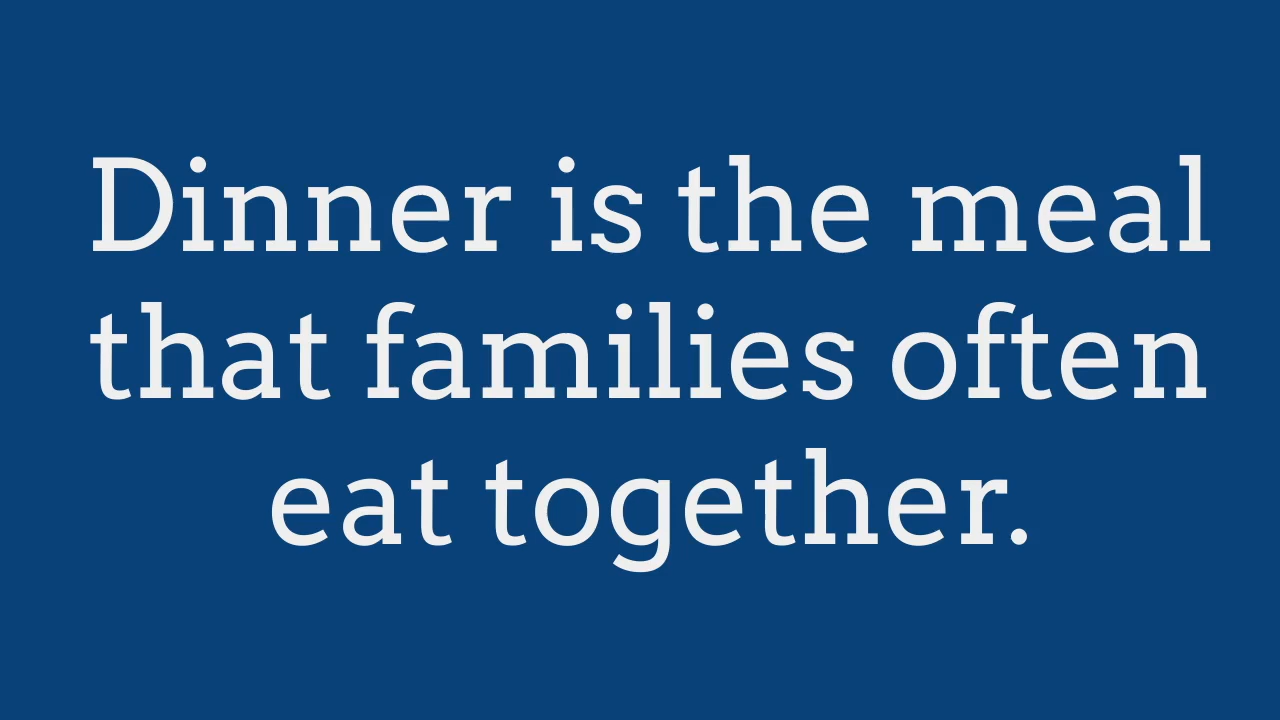 Dinner is the meal
that families often
eat together.